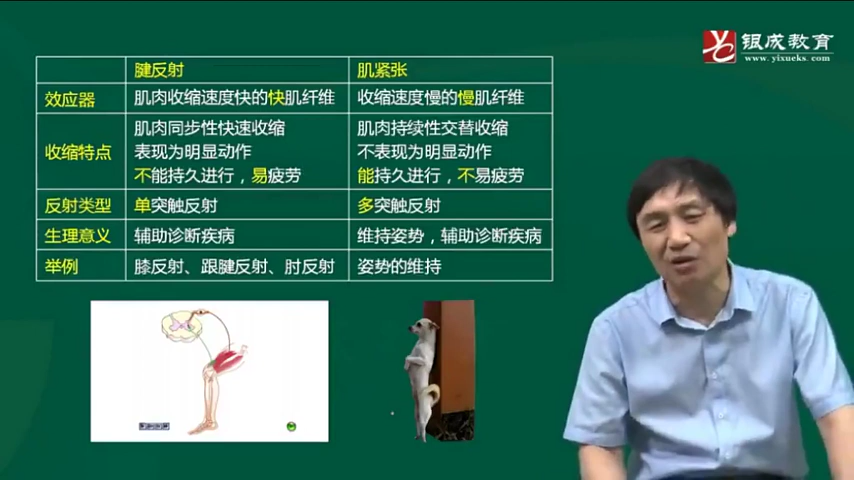 银成教育
www.yixueks.com
腱反射 肌紧张
效应器 肌肉收缩速度快的快肌纤维 收缩速度慢的慢肌纤维
收缩特点 肌肉同步性快速收缩 肌肉持续性交替收缩
表现为明显动作 不表现为明显动作
不能持久进行，易疲劳 能持久进行，不易疲劳
反射类型 单突触反射 多突触反射
生理意义 辅助诊断疾病 维持姿势，辅助诊断疾病
举例 膝反射、跟腱反射、肘反射 姿势的维持